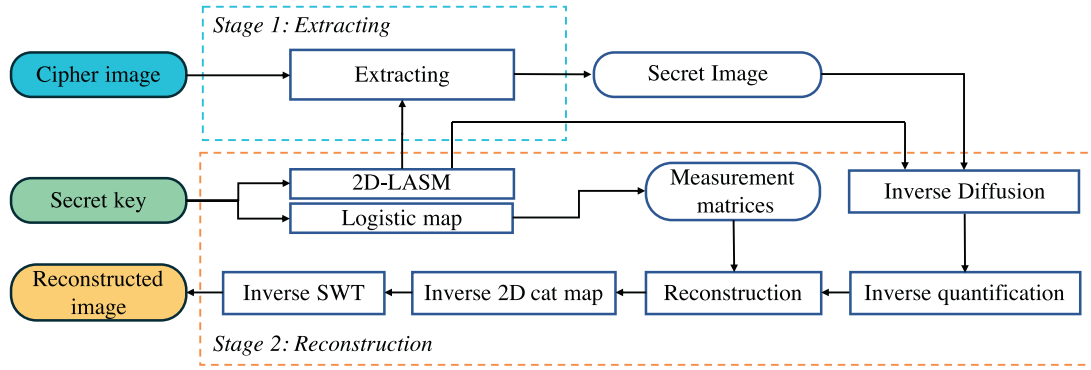 Stage 1: Extracting
Cipher image
Extracting
Secret Image
Secret key
2D-LASM
Logistic map
Measurement
matrices
Inverse Diffusion
Reconstructed
image
Inverse SWT
Inverse 2D cat map
Reconstruction
Inverse quantification
Stage 2: Reconstruction